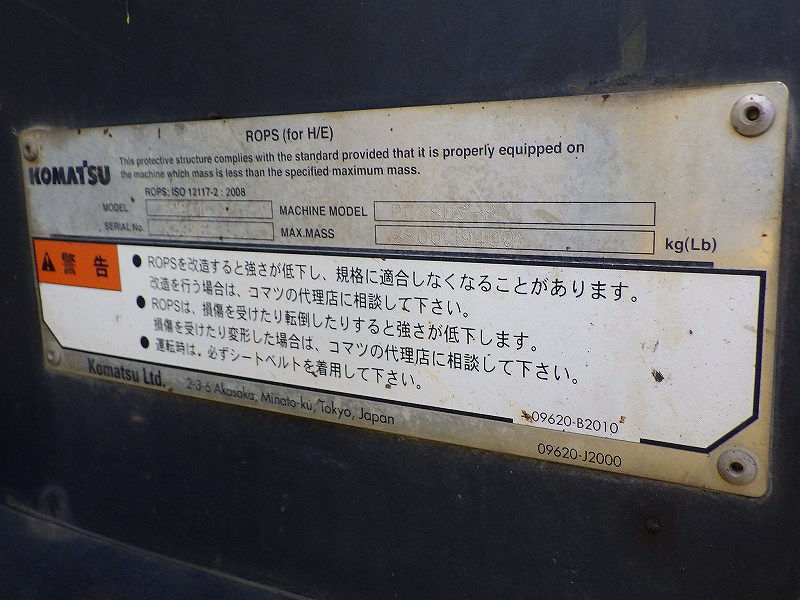 ROPS (for H/E)
KOMATSU
This protective structure complies with the standard provided that it is properly equipped on
the machine which mass is less than the specified maximum mass.
ROPS: ISO 12117-2 : 2008
MODEL
MACHINE MODEL
SERIAL No.
MAX.MASS
kg(Lb)
警告
● ROPSを改造すると強さが低下し、規格に適合しなくなることがあります。
改造を行う場合は、コマツの代理店に相談して下さい。
● ROPSは、損傷を受けたり転倒したりすると強さが低下します。
損傷を受けたり変形した場合は、コマツの代理店に相談して下さい。
● 運転時は、必ずシートベルトを着用して下さい。
09620-B2010
Komatsu Ltd. 2-3-6 Akasaka, Minato-ku, Tokyo, Japan
09620-J2000